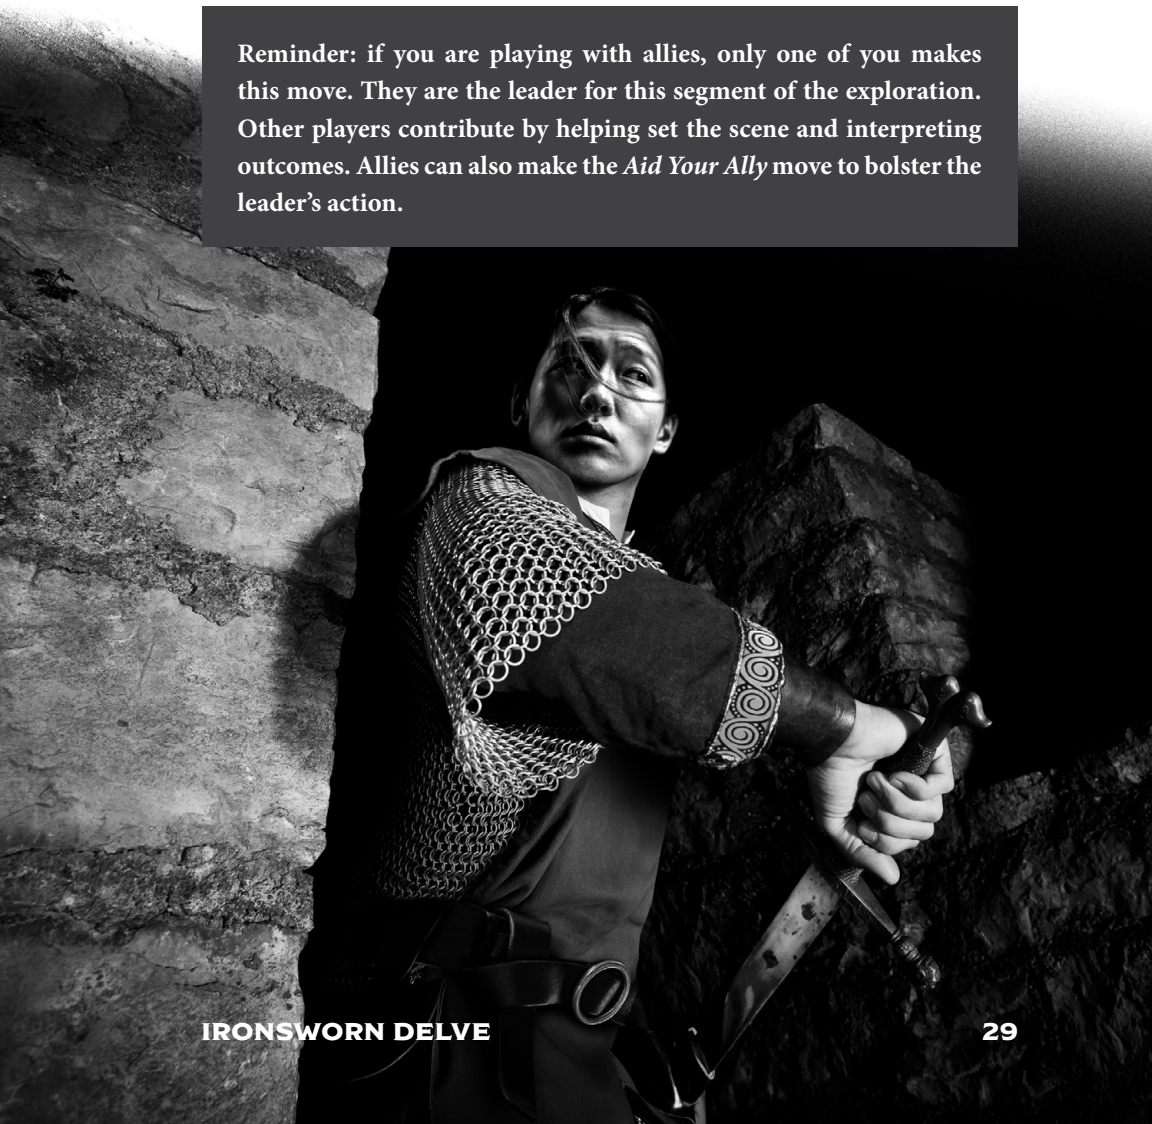 Reminder: if you are playing with allies, only one of you makes
this move. They are the leader for this segment of the exploration.
Other players contribute by helping set the scene and interpreting
outcomes. Allies can also make the Aid Your Ally move to bolster the
leader’s action.
IRONSWORN DELVE
29